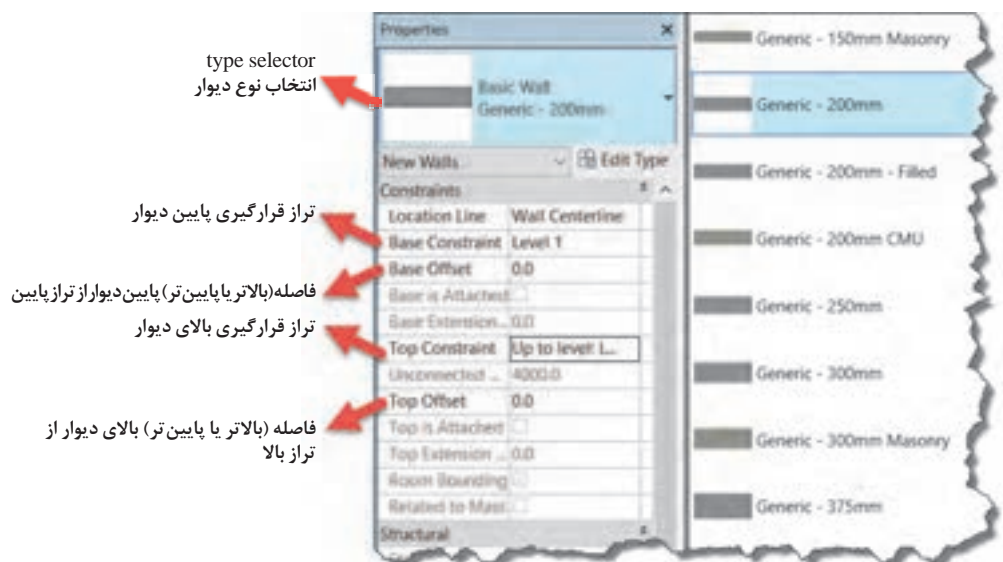 type selector
انتخاب نوع دیوار
تراز قرارگیری پایین دیوار
فاصله(بالاتر یا پایین‌تر) پایین دیوار از تراز پایین
تراز قرارگیری بالای دیوار
فاصله (بالاتر یا پایین‌تر) بالای دیوار از
تراز بالا
Properties
Basic Wall
Generic - 200mm
New Walls
Edit Type
Constraints
Location Line Wall Centerline
Base Constraint Level 1
Base Offset 0.0
Base is Attached
Base Extension... 0.0
Top Constraint Up to level: L...
Unconnected ... 4000.0
Top Offset 0.0
Top is Attached
Top Extension ... 0.0
Room Bounding
Related to Mass
Structural
Generic - 150mm Masonry
Generic - 200mm
Generic - 200mm - Filled
Generic - 200mm CMU
Generic - 250mm
Generic - 300mm
Generic - 300mm Masonry
Generic - 375mm